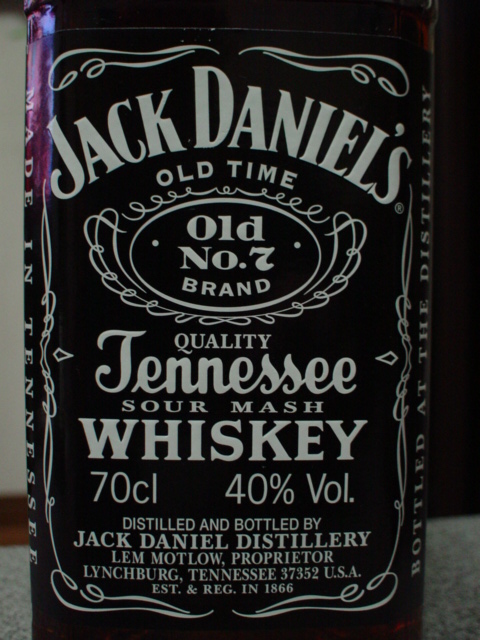 JACK DANIEL'S®
OLD TIME
Old
No.7
BRAND
QUALITY
Tennessee
SOUR MASH
WHISKEY
70cl 40% Vol.
DISTILLED AND BOTTLED BY
JACK DANIEL DISTILLERY
LEM MOTLOW, PROPRIETOR
LYNCHBURG, TENNESSEE 37352 U.S.A.
EST. & REG. IN 1866
MADE IN TENNESSEE
BOTTLED AT THE DISTILLERY